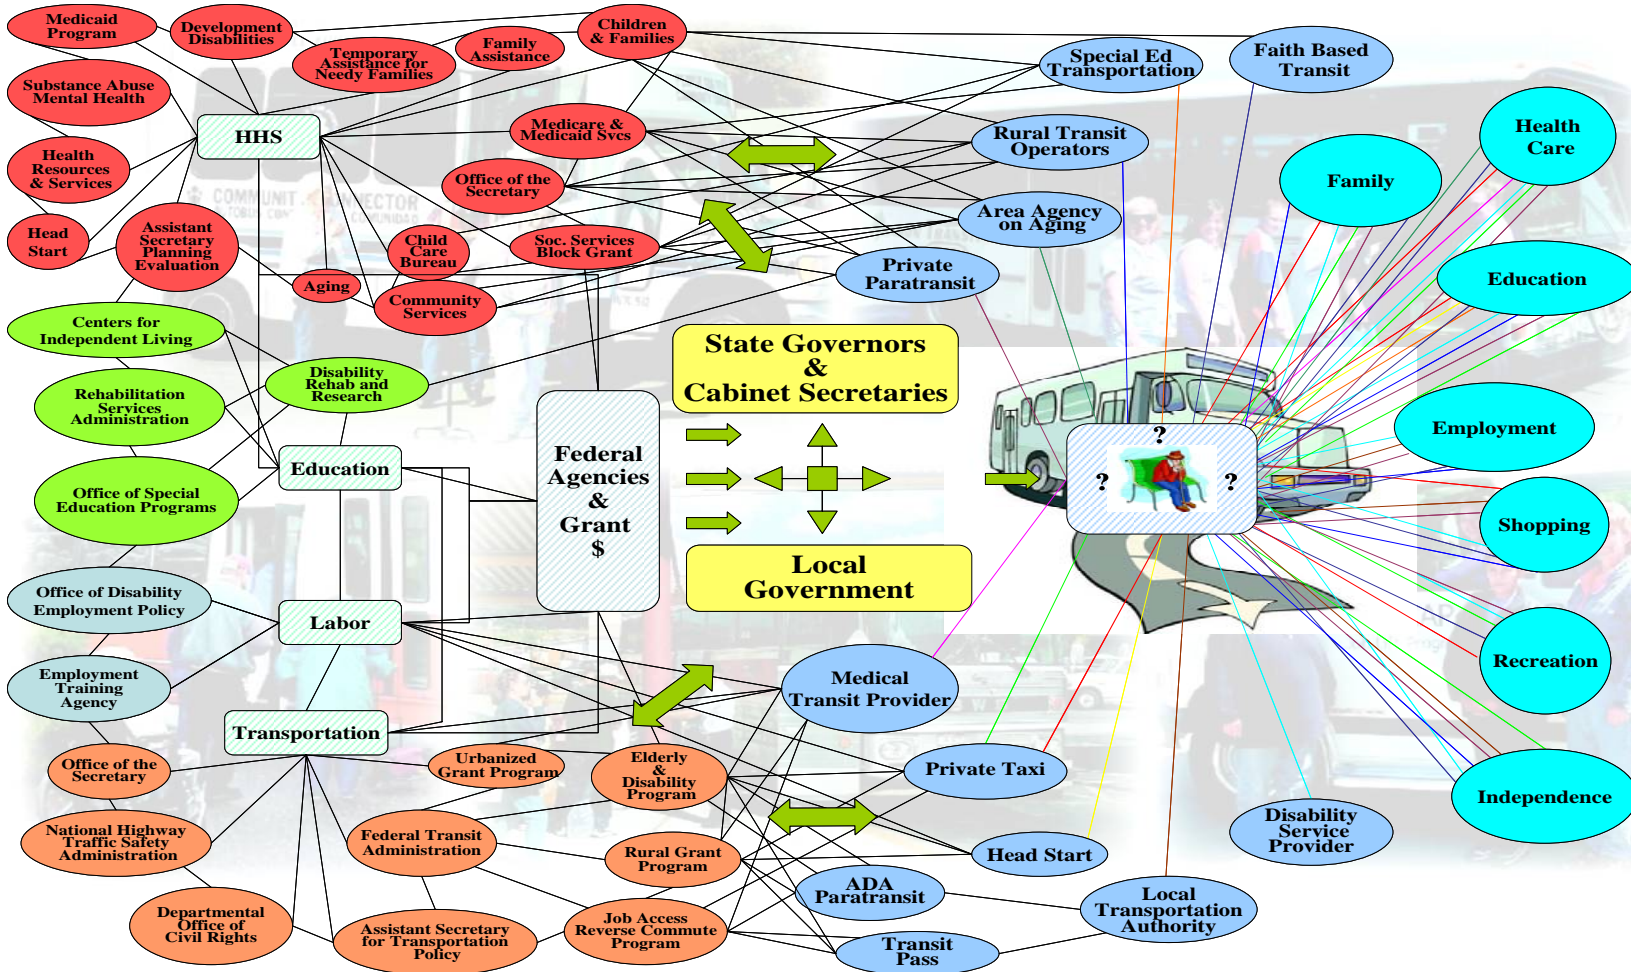 Medicaid
Program
Development
Disabilities
Temporary
Assistance for
Needy Families
Family
Assistance
Children
& Families
Substance Abuse
Mental Health
HHS
Medicare &
Medicaid Svcs
Health
Resources
& Services
Office of the
Secretary
Head
Start
Assistant
Secretary
Planning
Evaluation
Child
Care
Bureau
Soc. Services
Block Grant
Aging
Community
Services
Special Ed
Transportation
Faith Based
Transit
Rural Transit
Operators
Area Agency
on Aging
Private
Paratransit
Health
Care
Family
Education
Employment
Shopping
Recreation
Independence
Centers for
Independent Living
Disability
Rehab and
Research
Rehabilitation
Services
Administration
Education
Office of Special
Education Programs
Federal
Agencies
&
Grant
$
State Governors
&
Cabinet Secretaries
Local
Government
?
?
?
Office of Disability
Employment Policy
Labor
Employment
Training
Agency
Transportation
Office of the
Secretary
Urbanized
Grant Program
Elderly
&
Disability
Program
National Highway
Traffic Safety
Administration
Federal Transit
Administration
Rural Grant
Program
Departmental
Office of
Civil Rights
Assistant Secretary
for Transportation
Policy
Job Access
Reverse Commute
Program
Medical
Transit Provider
Private Taxi
Head Start
ADA
Paratransit
Transit
Pass
Local
Transportation
Authority
Disability
Service
Provider